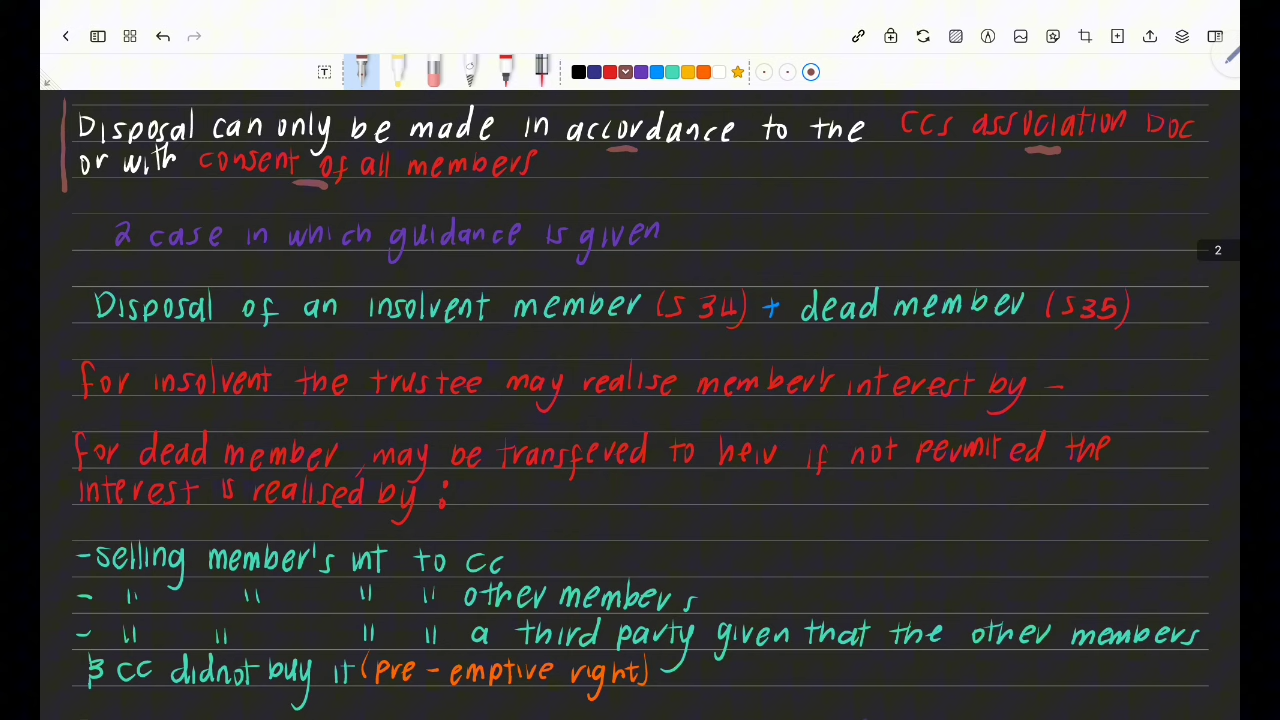 Disposal can only be made in accordance to the CCs association Doc
or with consent of all members
2 case in which guidance is given
2
Disposal of an insolvent member (S 34) + dead member (S35)
for insolvent the trustee may realise member's interest by -
for dead member, may be transfered to heir if not permited the
interest is realised by :
- selling member's int to CC
- " " " " other members
- " " " " a third party given that the other members
& CC didnot buy it (pre-emptive right)